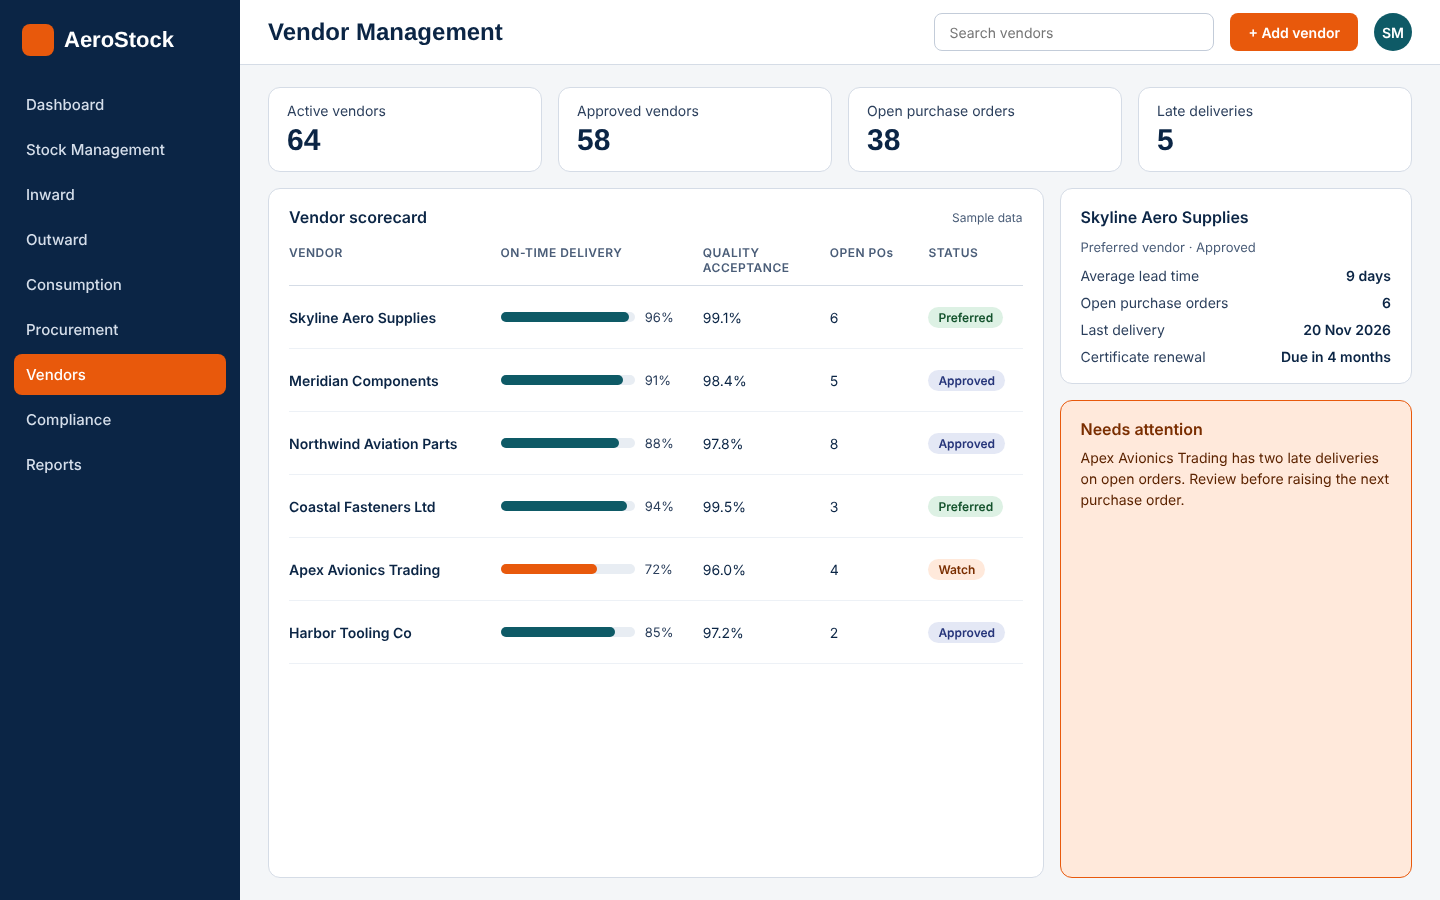 AeroStock
Dashboard
Stock Management
Inward
Outward
Consumption
Procurement
Vendors
Compliance
Reports
Vendor Management
Search vendors
+ Add vendor
SM
Active vendors
64
Approved vendors
58
Open purchase orders
38
Late deliveries
5
Vendor scorecard
Sample data
VENDOR ON-TIME DELIVERY QUALITY ACCEPTANCE OPEN POs STATUS
Skyline Aero Supplies 96% 99.1% 6 Preferred
Meridian Components 91% 98.4% 5 Approved
Northwind Aviation Parts 88% 97.8% 8 Approved
Coastal Fasteners Ltd 94% 99.5% 3 Preferred
Apex Avionics Trading 72% 96.0% 4 Watch
Harbor Tooling Co 85% 97.2% 2 Approved
Skyline Aero Supplies
Preferred vendor · Approved
Average lead time 9 days
Open purchase orders 6
Last delivery 20 Nov 2026
Certificate renewal Due in 4 months
Needs attention
Apex Avionics Trading has two late deliveries
on open orders. Review before raising the next
purchase order.